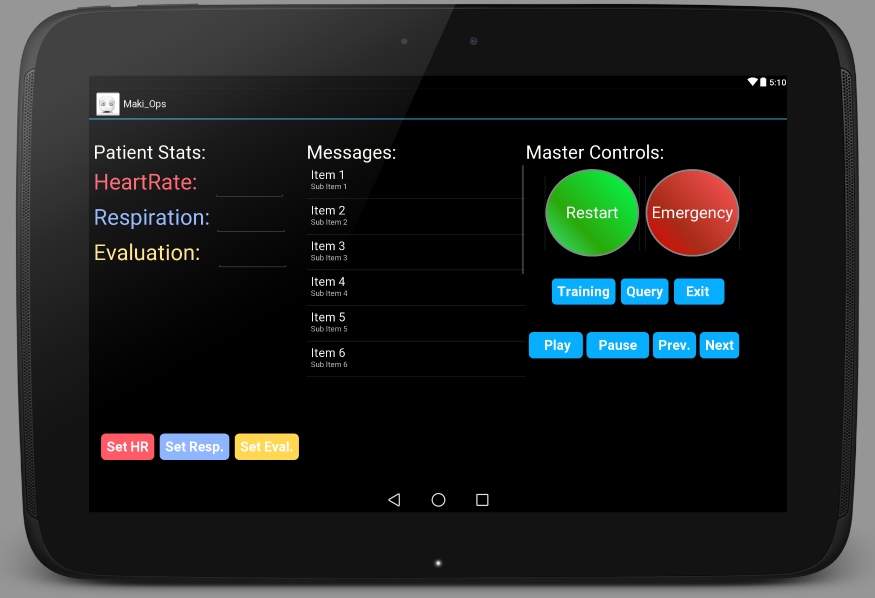 5:10
Maki_Ops
Patient Stats:
HeartRate:
Respiration:
Evaluation:
Set HR
Set Resp.
Set Eval.
Messages:
Item 1
Sub Item 1
Item 2
Sub Item 2
Item 3
Sub Item 3
Item 4
Sub Item 4
Item 5
Sub Item 5
Item 6
Sub Item 6
Master Controls:
Restart
Emergency
Training
Query
Exit
Play
Pause
Prev.
Next